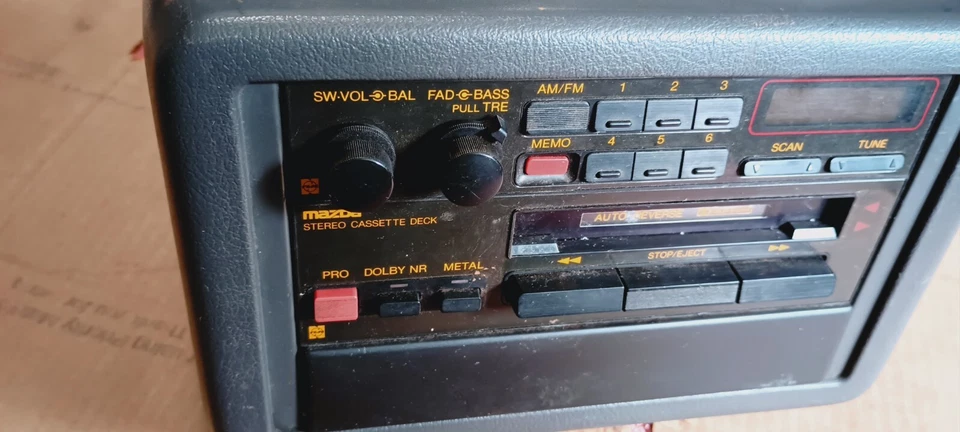 SW·VOL BAL FAD BASS
PULL TRE
AM/FM 1 2 3
MEMO 4 5 6
SCAN TUNE
mazda
STEREO CASSETTE DECK
AUTO REVERSE
PRO DOLBY NR METAL
◀◀ STOP/EJECT ▶▶